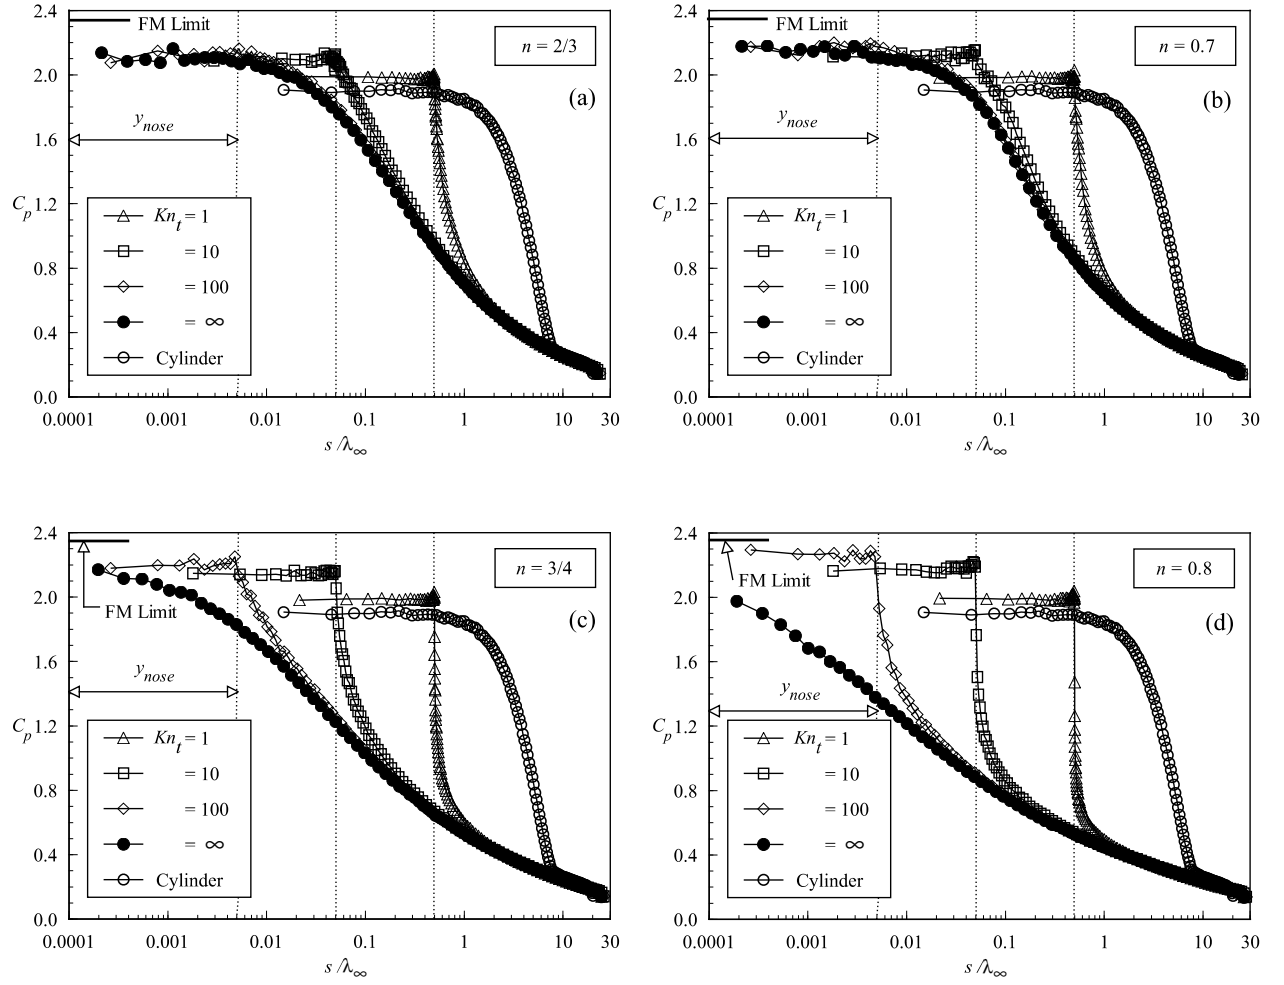 2.4
2.0
1.6
1.2
0.8
0.4
0.0
C_p
FM Limit
n = 2/3
(a)
y_nose
Kn_t = 1
= 10
= 100
= ∞
Cylinder
0.0001 0.001 0.01 0.1 1 10 30
s/λ_∞
2.4
2.0
1.6
1.2
0.8
0.4
0.0
C_p
FM Limit
n = 0.7
(b)
y_nose
Kn_t = 1
= 10
= 100
= ∞
Cylinder
0.0001 0.001 0.01 0.1 1 10 30
s/λ_∞
2.4
2.0
1.6
1.2
0.8
0.4
0.0
C_p
n = 3/4
FM Limit
(c)
y_nose
Kn_t = 1
= 10
= 100
= ∞
Cylinder
0.0001 0.001 0.01 0.1 1 10 30
s/λ_∞
2.4
2.0
1.6
1.2
0.8
0.4
0.0
C_p
n = 0.8
FM Limit
(d)
y_nose
Kn_t = 1
= 10
= 100
= ∞
Cylinder
0.0001 0.001 0.01 0.1 1 10 30
s/λ_∞